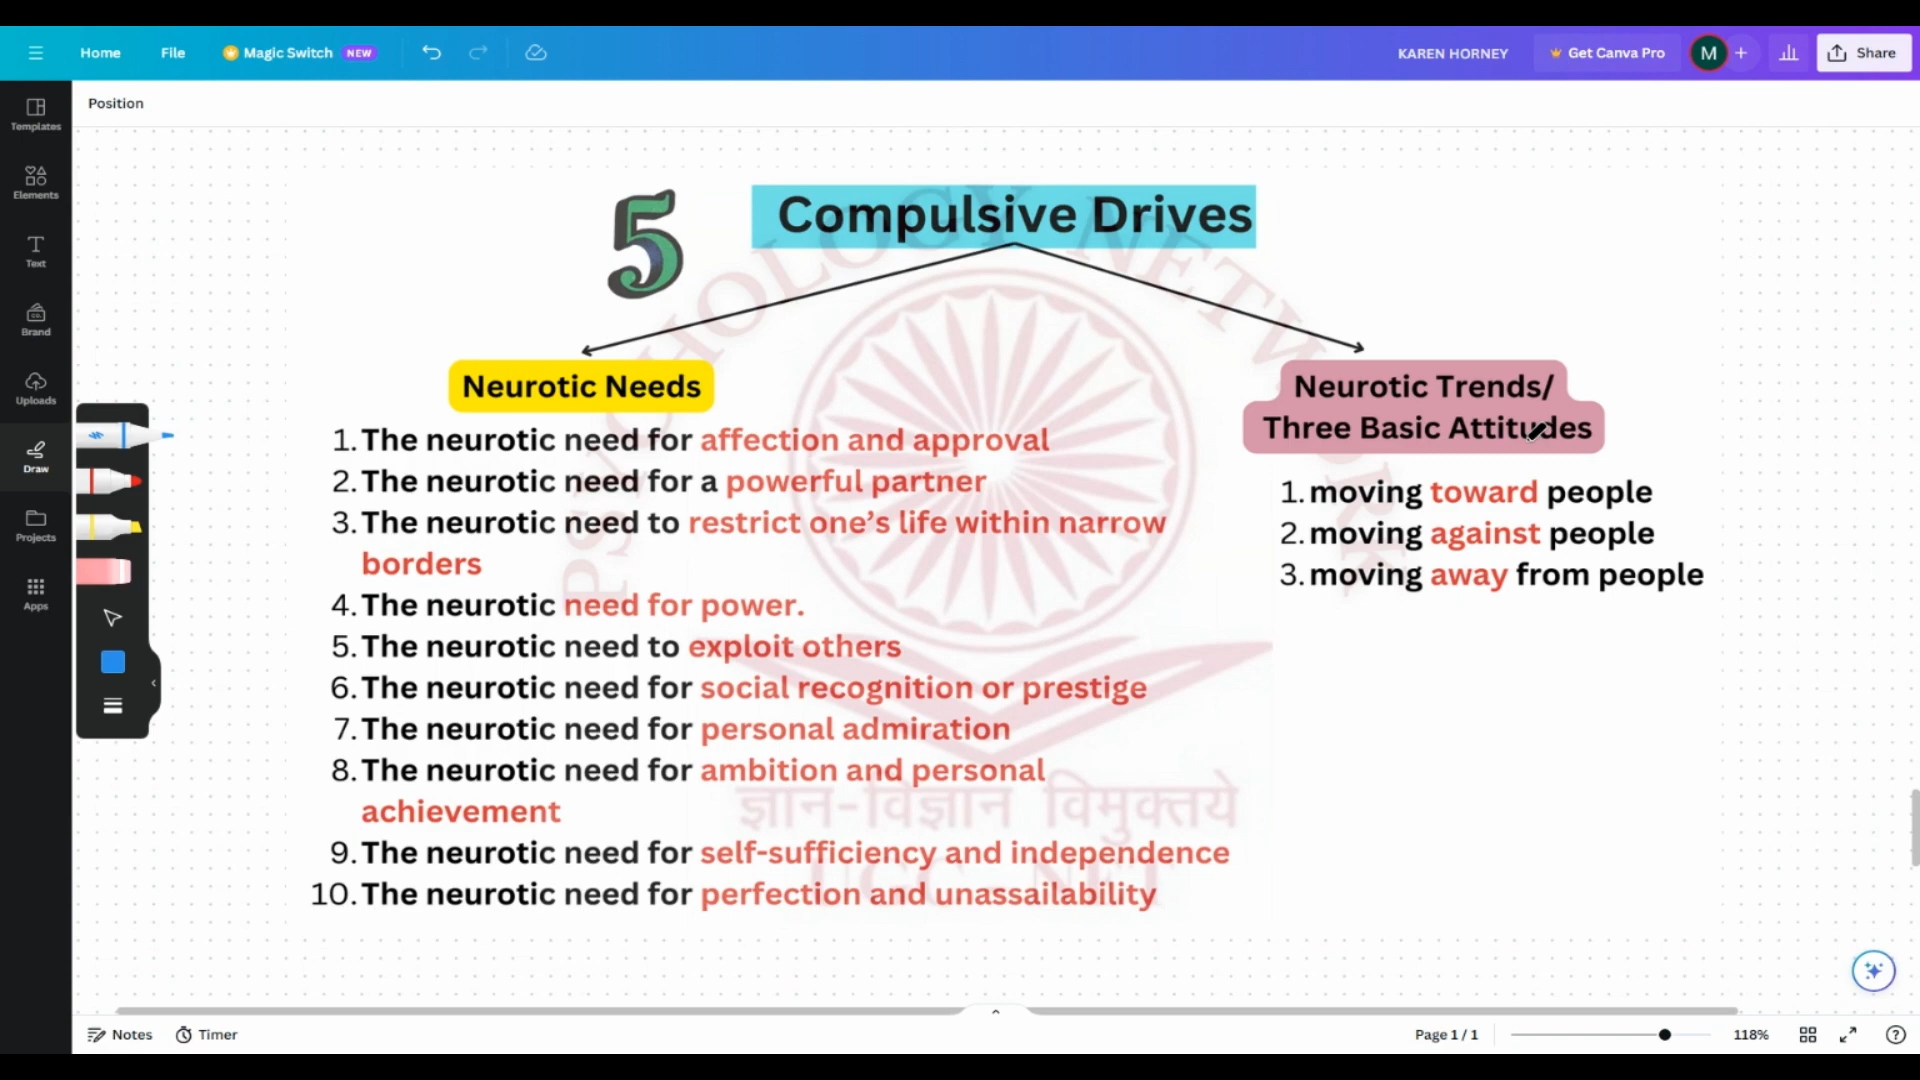 Home File Magic Switch NEW KAREN HORNEY Get Canva Pro M + Share
Position
Templates
Elements
Text
Brand
Uploads
Draw
Projects
Apps
5 Compulsive Drives
Neurotic Needs
1. The neurotic need for affection and approval
2. The neurotic need for a powerful partner
3. The neurotic need to restrict one's life within narrow
borders
4. The neurotic need for power.
5. The neurotic need to exploit others
6. The neurotic need for social recognition or prestige
7. The neurotic need for personal admiration
8. The neurotic need for ambition and personal
achievement
9. The neurotic need for self-sufficiency and independence
10. The neurotic need for perfection and unassailability
Neurotic Trends/
Three Basic Attitudes
1. moving toward people
2. moving against people
3. moving away from people
PSYCHOLOGY NETWORK
ज्ञान-विज्ञान विमुक्तये
UGC-NET
Notes Timer Page 1 / 1 118%